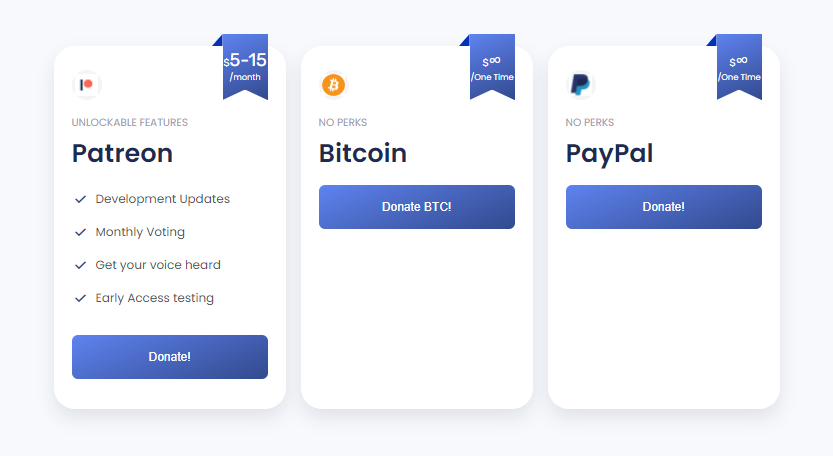 $5-15
/month
UNLOCKABLE FEATURES
Patreon
Development Updates
Monthly Voting
Get your voice heard
Early Access testing
Donate!
$∞
/One Time
NO PERKS
Bitcoin
Donate BTC!
$∞
/One Time
NO PERKS
PayPal
Donate!